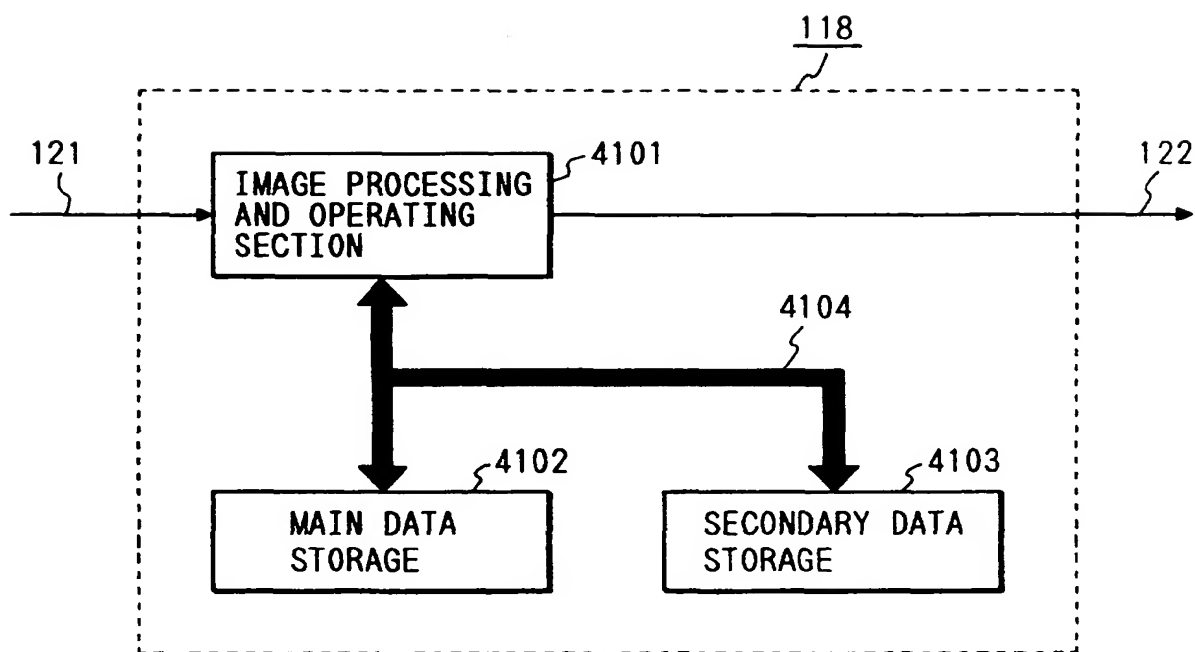 118
121
4101
122
IMAGE PROCESSING
AND OPERATING
SECTION
4104
4102
4103
MAIN DATA
STORAGE
SECONDARY DATA
STORAGE